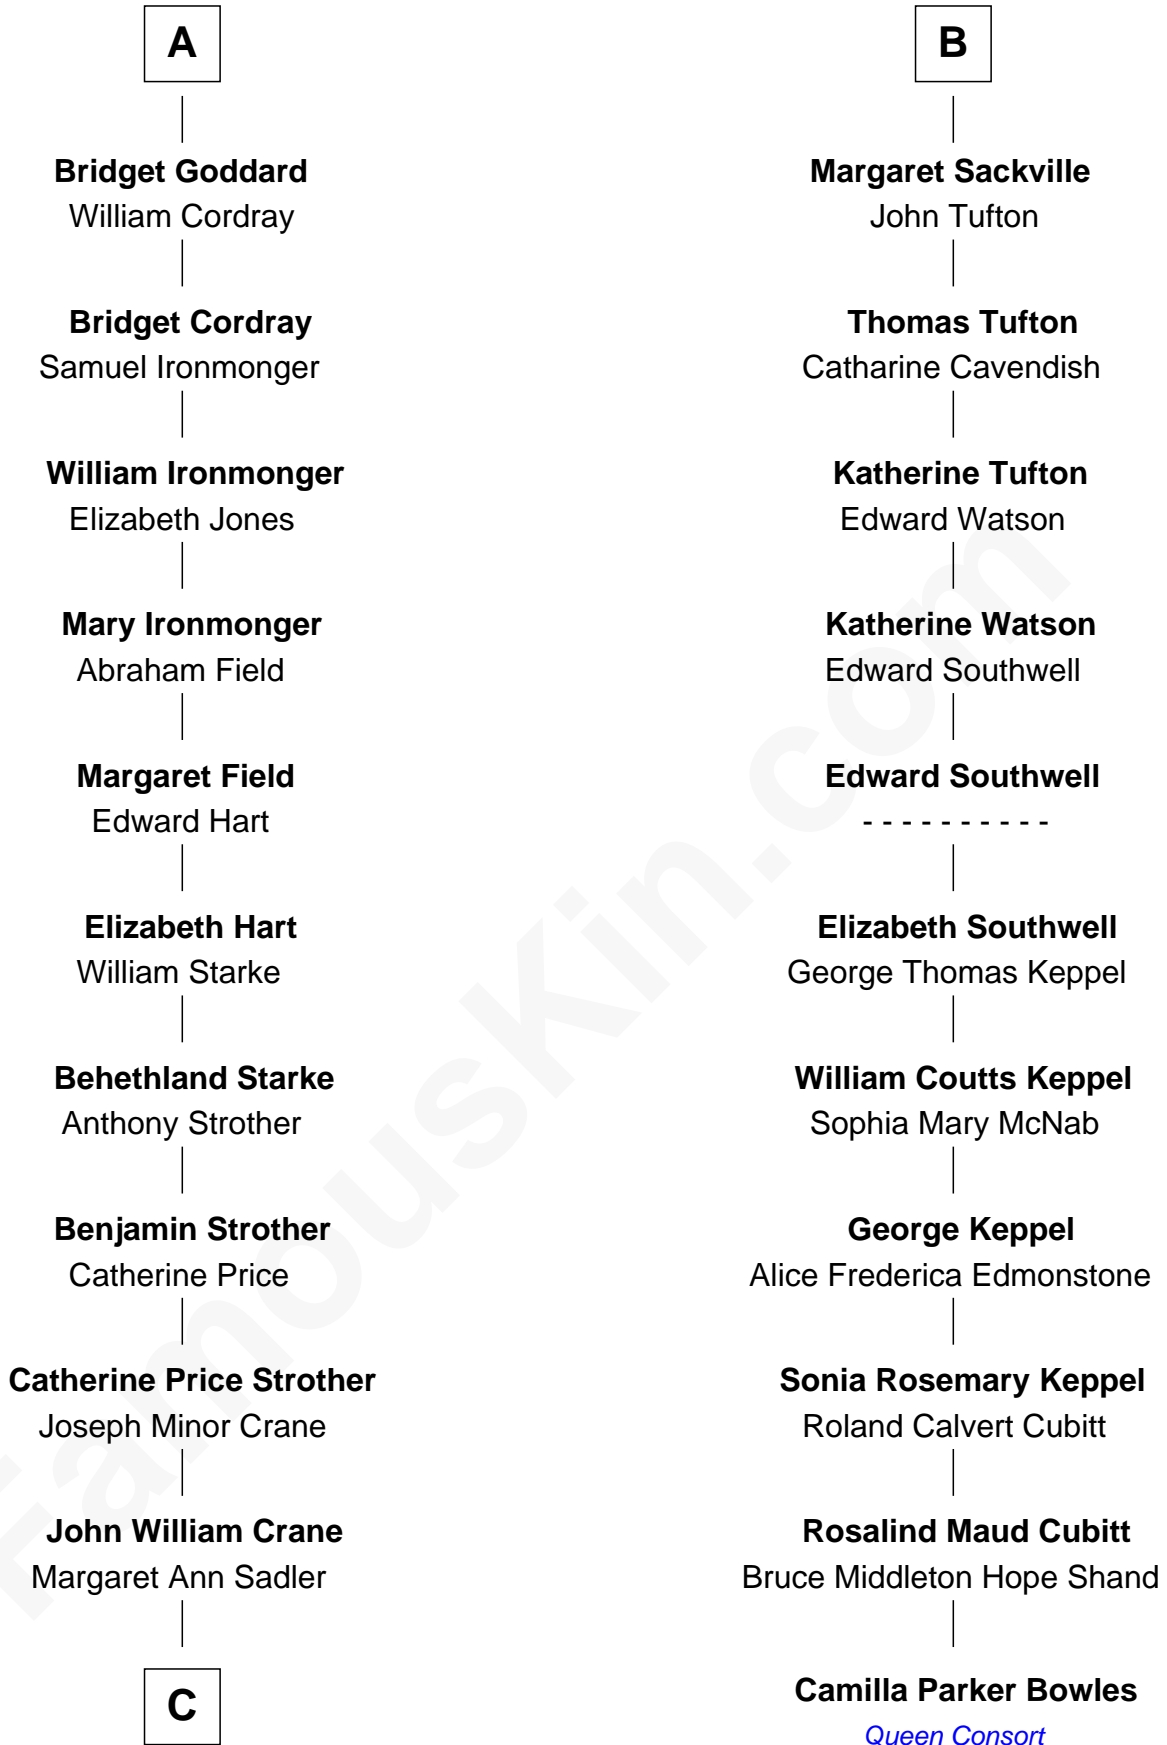 A
Bridget Goddard
William Cordray
Bridget Cordray
Samuel Ironmonger
William Ironmonger
Elizabeth Jones
Mary Ironmonger
Abraham Field
Margaret Field
Edward Hart
Elizabeth Hart
William Starke
Behethland Starke
Anthony Strother
Benjamin Strother
Catherine Price
Catherine Price Strother
Joseph Minor Crane
John William Crane
Margaret Ann Sadler
C
B
Margaret Sackville
John Tufton
Thomas Tufton
Catharine Cavendish
Katherine Tufton
Edward Watson
Katherine Watson
Edward Southwell
Edward Southwell
- - - - - - - - - -
Elizabeth Southwell
George Thomas Keppel
William Coutts Keppel
Sophia Mary McNab
George Keppel
Alice Frederica Edmonstone
Sonia Rosemary Keppel
Roland Calvert Cubitt
Rosalind Maud Cubitt
Bruce Middleton Hope Shand
Camilla Parker Bowles
Queen Consort
FamousKin.com